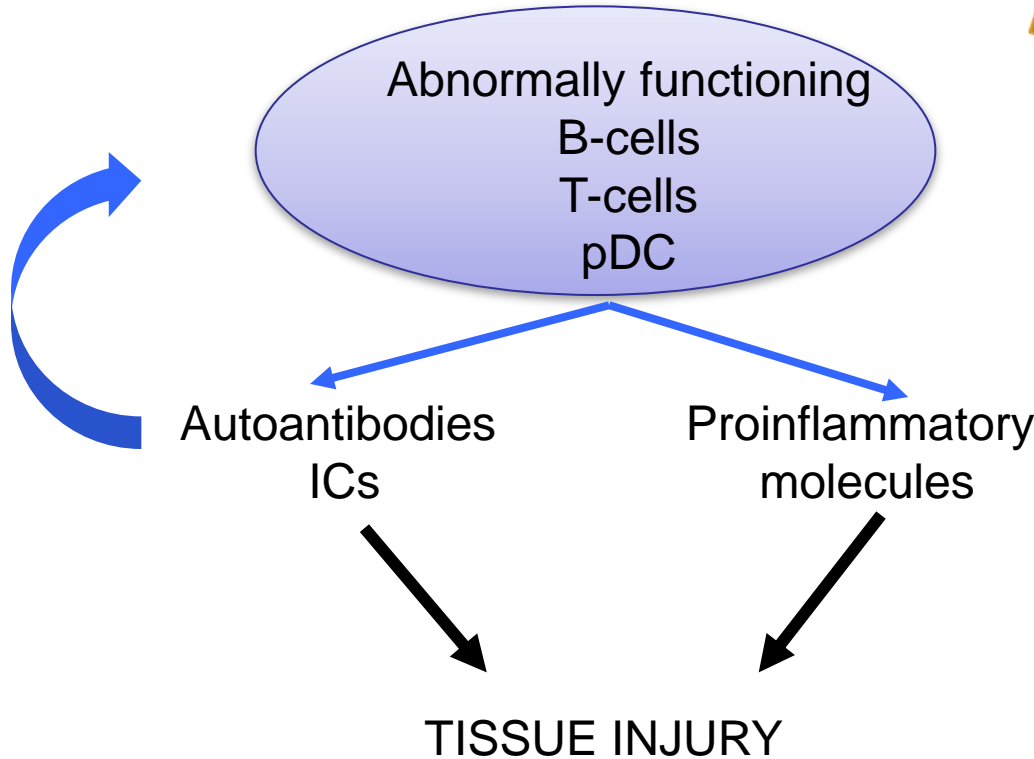 Abnormally functioning
B-cells
T-cells
pDC
Autoantibodies
ICs
Proinflammatory
molecules
TISSUE INJURY